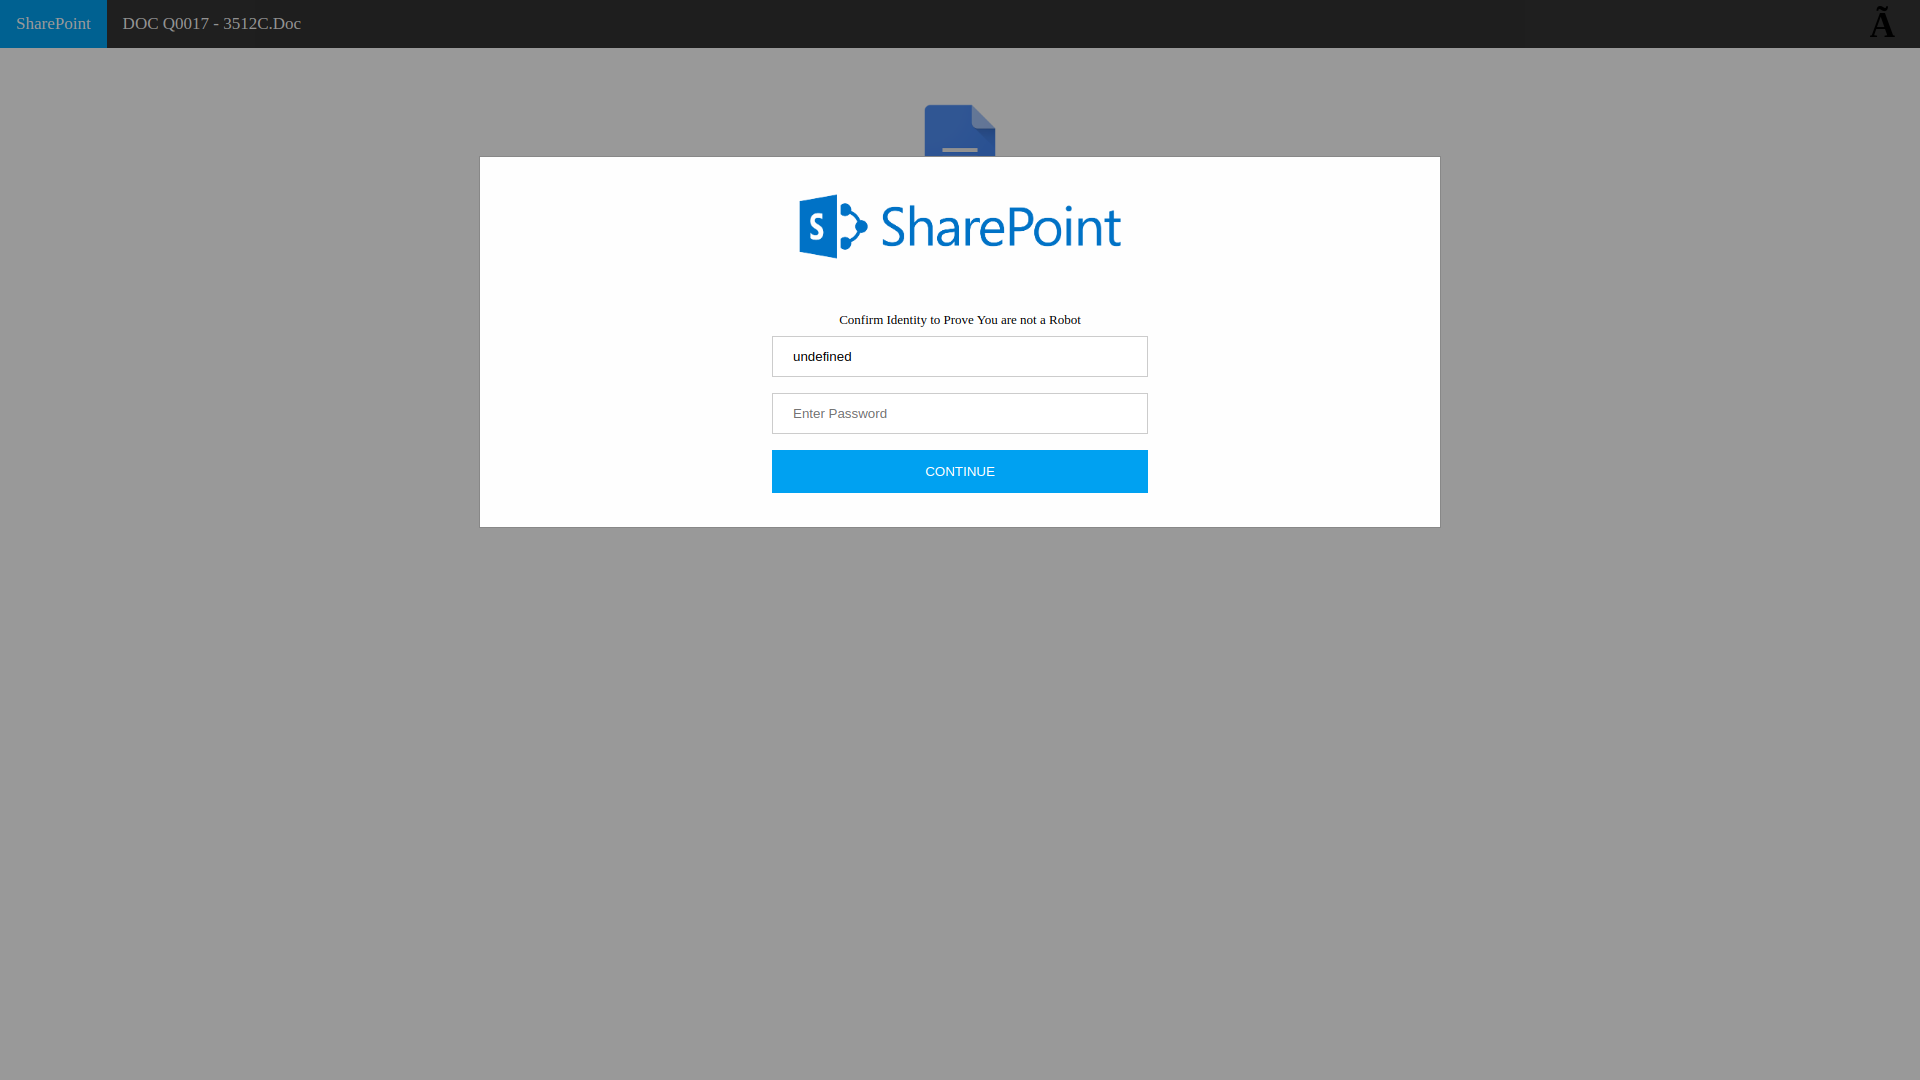 SharePoint DOC Q0017 - 3512C.Doc Ã
S SharePoint
Confirm Identity to Prove You are not a Robot
undefined
Enter Password
CONTINUE